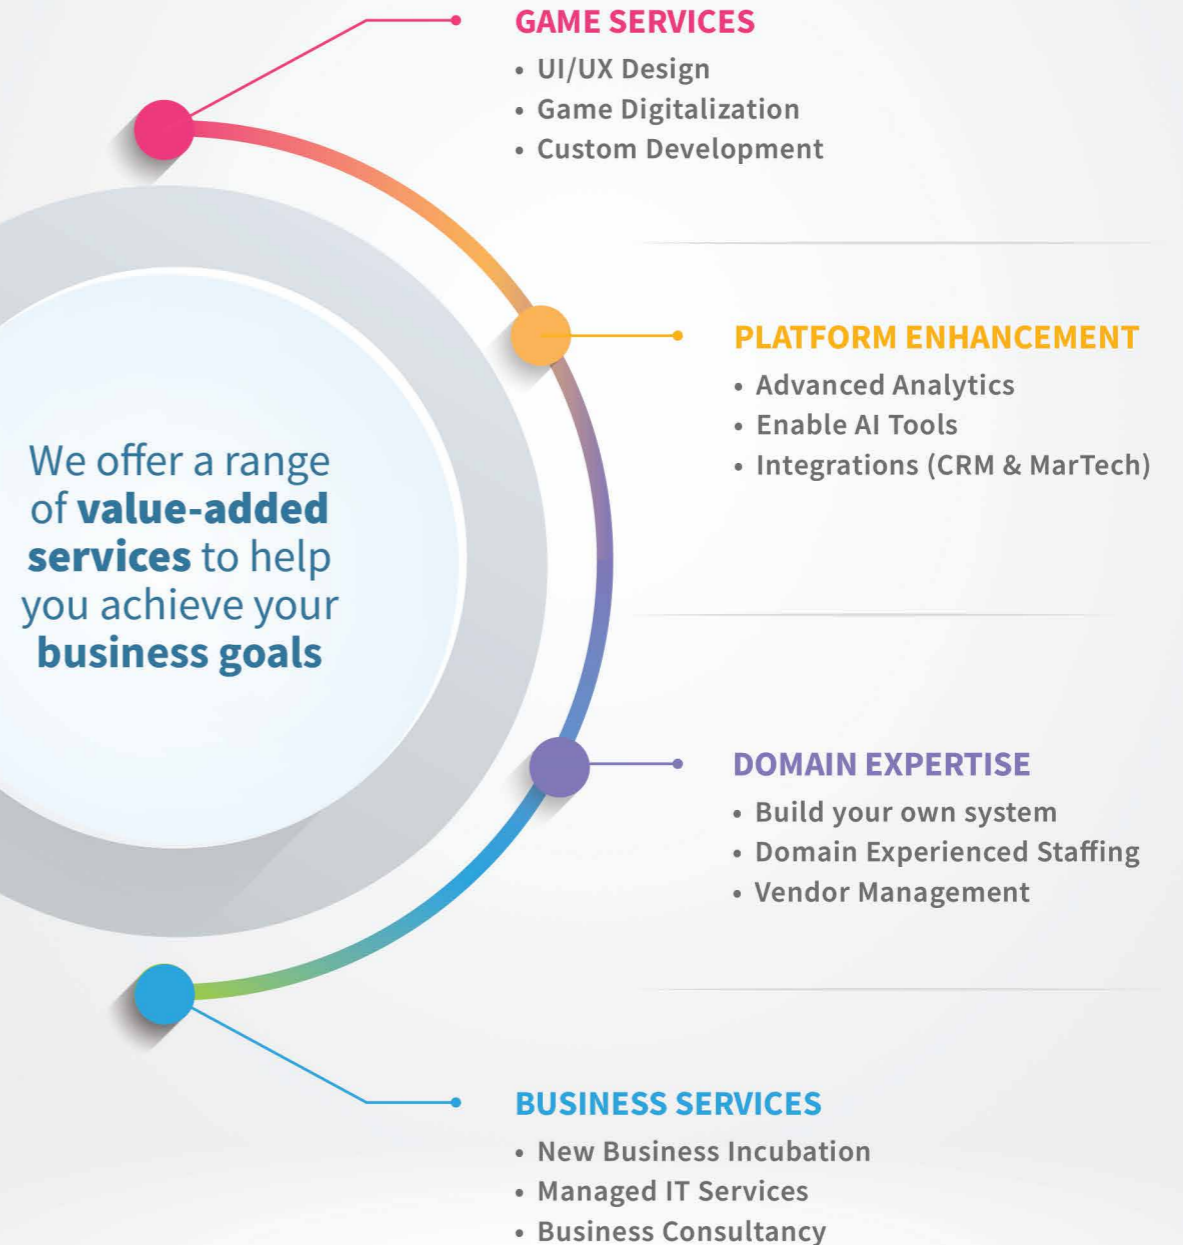 GAME SERVICES
• UI/UX Design
• Game Digitalization
• Custom Development
PLATFORM ENHANCEMENT
• Advanced Analytics
• Enable AI Tools
• Integrations (CRM & MarTech)
We offer a range
of value-added
services to help
you achieve your
business goals
DOMAIN EXPERTISE
• Build your own system
• Domain Experienced Staffing
• Vendor Management
BUSINESS SERVICES
• New Business Incubation
• Managed IT Services
• Business Consultancy